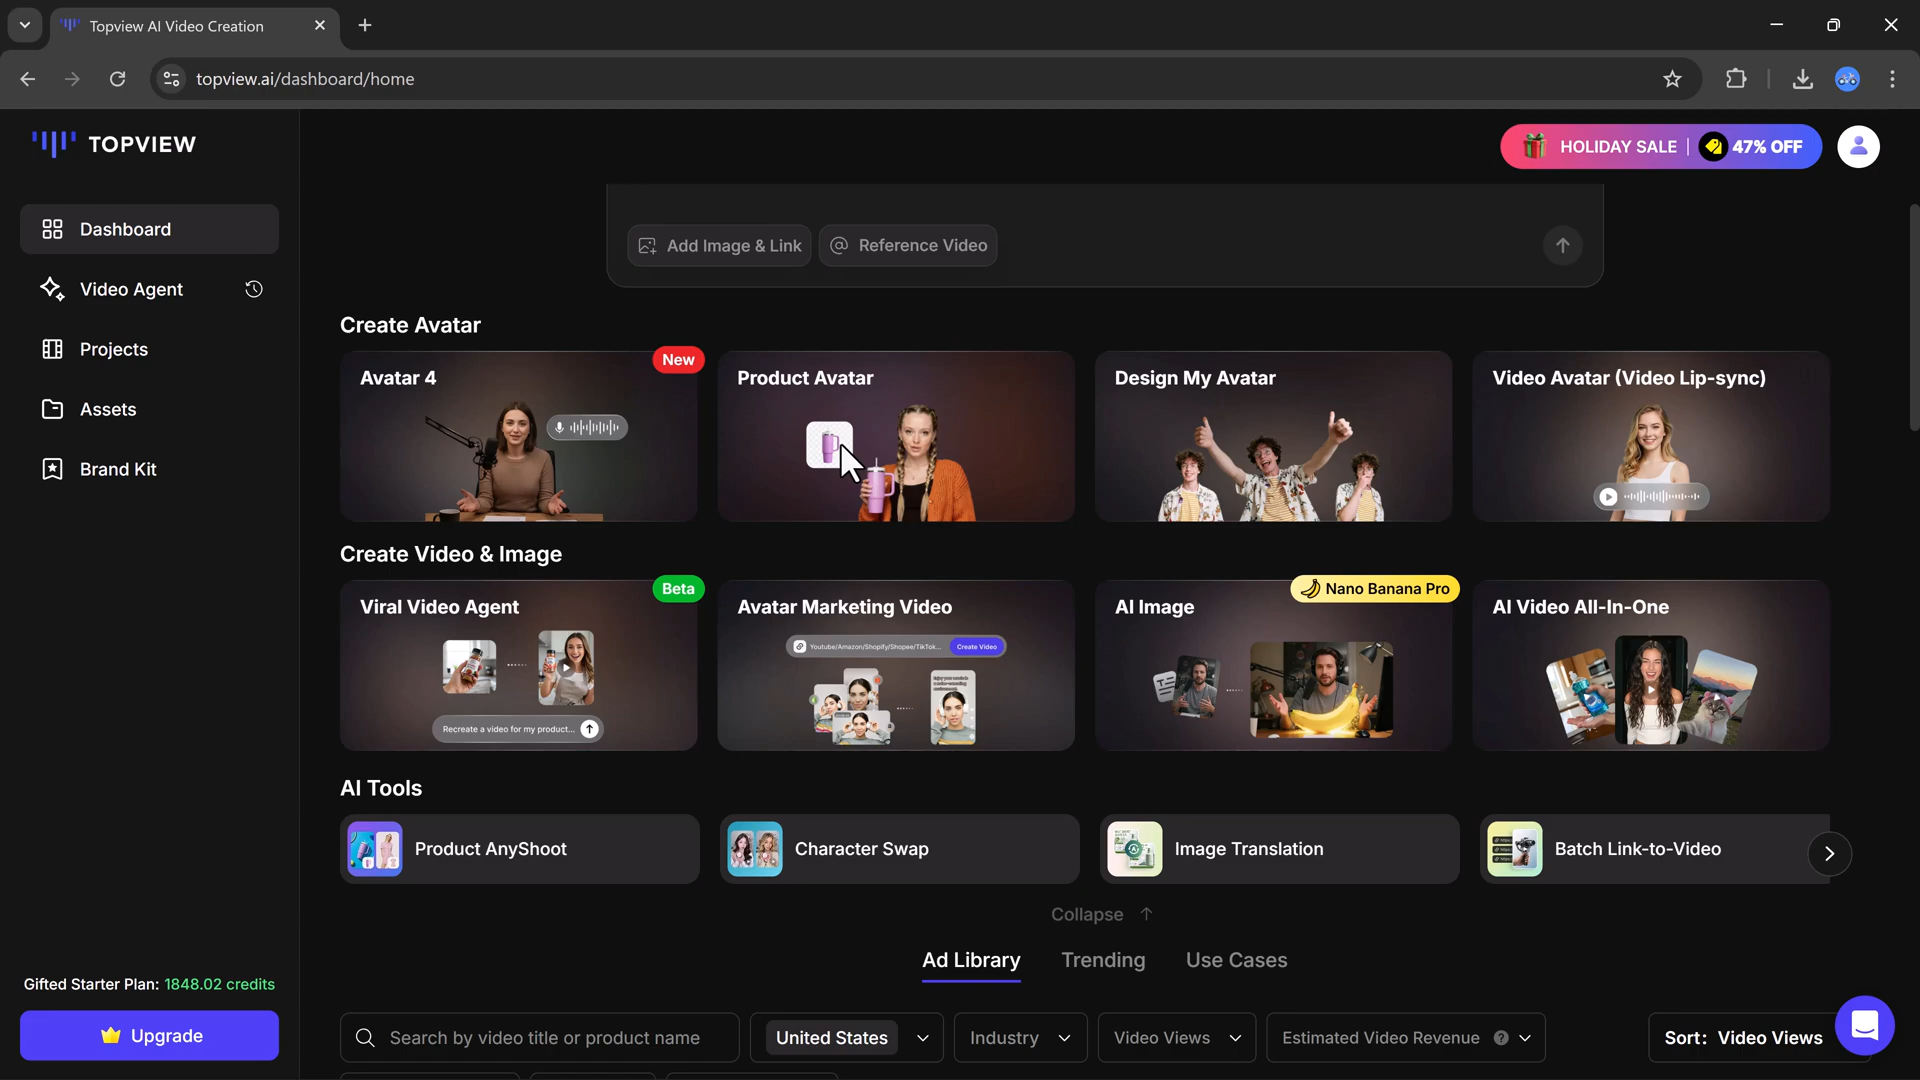 Topview AI Video Creation
topview.ai/dashboard/home
TOPVIEW
HOLIDAY SALE | 47% OFF
Dashboard
Video Agent
Projects
Assets
Brand Kit
Add Image & Link
Reference Video
Create Avatar
Avatar 4
New
Product Avatar
Design My Avatar
Video Avatar (Video Lip-sync)
Create Video & Image
Viral Video Agent
Beta
Recreate a video for my product...
Avatar Marketing Video
Youtube/Amazon/Shopify/Shopee/TikTok...
Create Video
AI Image
Nano Banana Pro
AI Video All-In-One
AI Tools
Product AnyShoot
Character Swap
Image Translation
Batch Link-to-Video
Collapse
Ad Library
Trending
Use Cases
Gifted Starter Plan: 1848.02 credits
Upgrade
Search by video title or product name
United States
Industry
Video Views
Estimated Video Revenue
Sort: Video Views